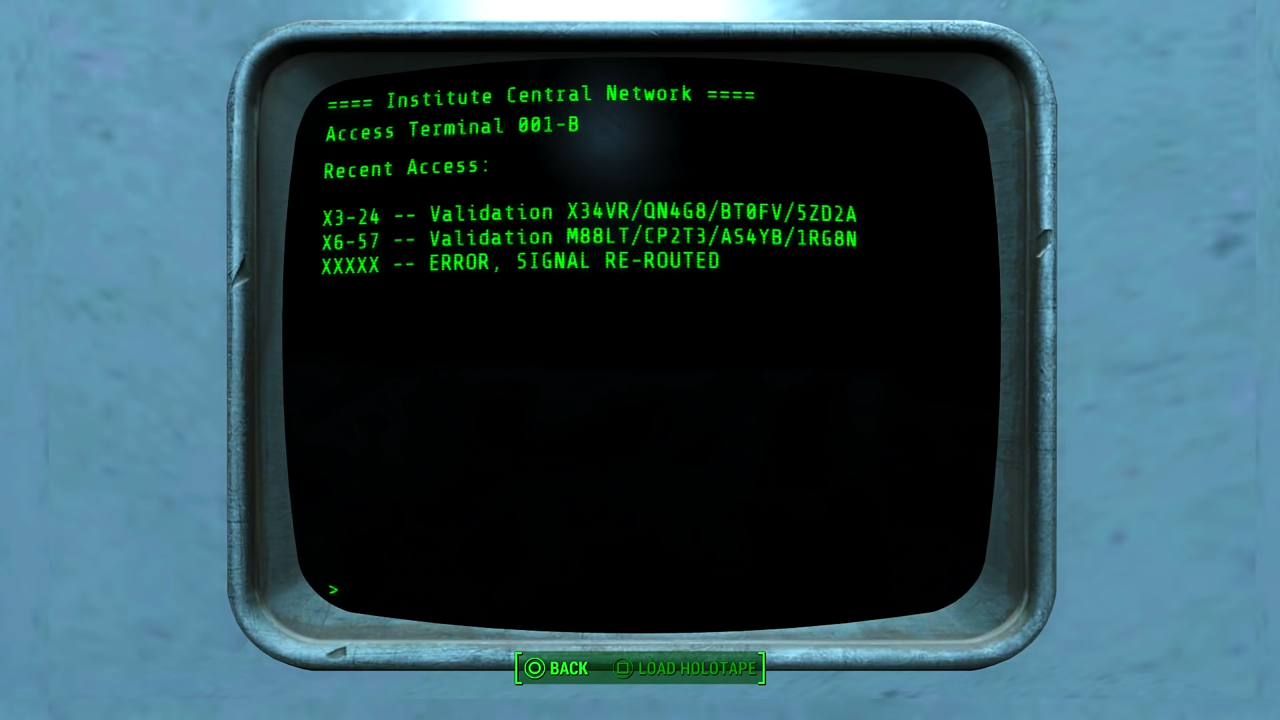 ==== Institute Central Network ====
Access Terminal 001-B
Recent Access:
X3-24 -- Validation X34VR/QN4G8/BT0FV/5ZD2A
X6-57 -- Validation M88LT/CP2T3/AS4YB/1RG8N
XXXXX -- ERROR, SIGNAL RE-ROUTED
>
BACK LOAD HOLOTAPE